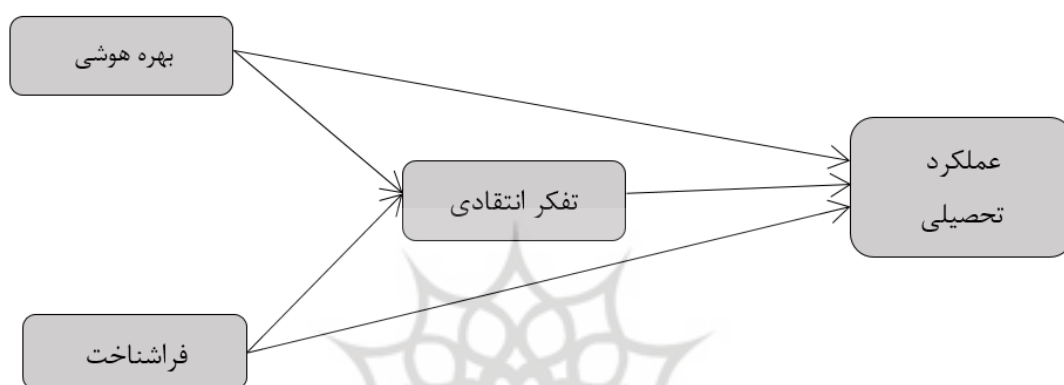 بهره هوشی
تفکر انتقادی
عملکرد
تحصیلی
فراشناخت